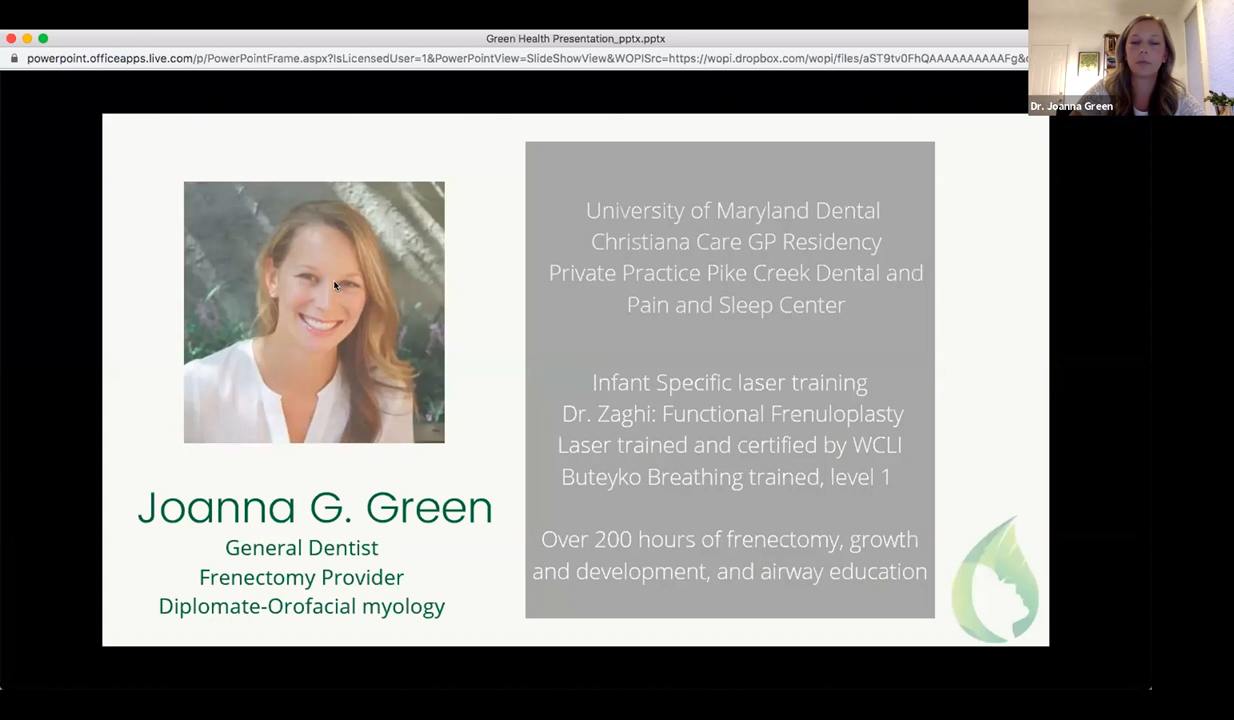 Green Health Presentation_pptx.pptx
powerpoint.officeapps.live.com/p/PowerPointFrame.aspx?IsLicensedUser=1&PowerPointView=SlideShowView&WOPISrc=https://wopi.dropbox.com/wopi/files/aST9tv0FhQAAAAAAAAAAFg&
Dr. Joanna Green
University of Maryland Dental
Christiana Care GP Residency
Private Practice Pike Creek Dental and
Pain and Sleep Center
Infant Specific laser training
Dr. Zaghi: Functional Frenuloplasty
Laser trained and certified by WCLI
Buteyko Breathing trained, level 1
Over 200 hours of frenectomy, growth
and development, and airway education
Joanna G. Green
General Dentist
Frenectomy Provider
Diplomate-Orofacial myology